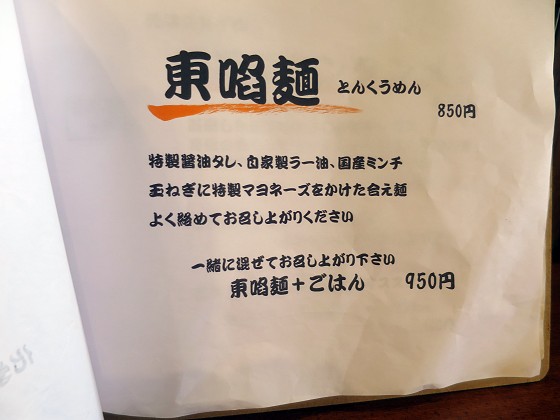 東啗麺 とんくうめん
850円
特製醤油タレ、自家製ラー油、国産ミンチ
玉ねぎに特製マヨネーズをかけた合え麺
よく絡めてお召し上がりください
一緒に混ぜてお召し上がり下さい
東啗麺+ごはん 950円